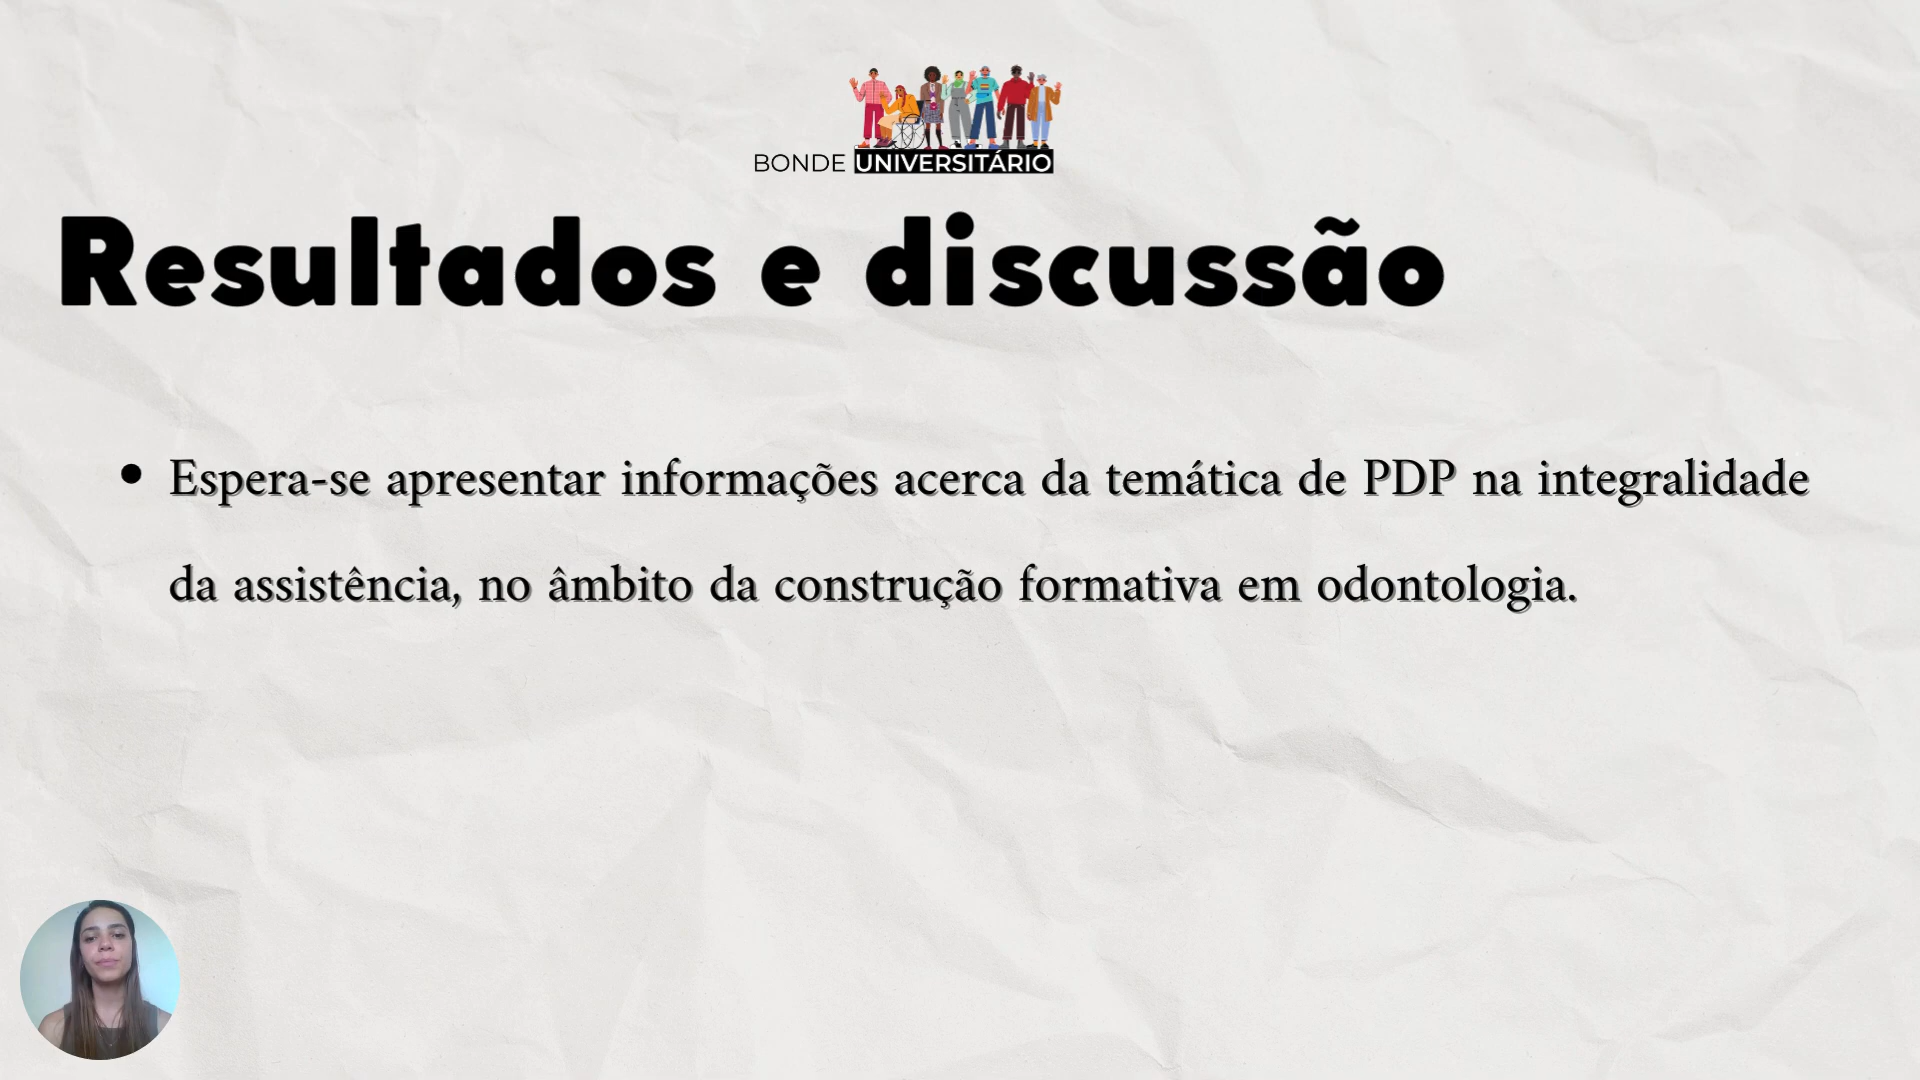 BONDE UNIVERSITÁRIO
Resultados e discussão
• Espera-se apresentar informações acerca da temática de PDP na integralidade
da assistência, no âmbito da construção formativa em odontologia.